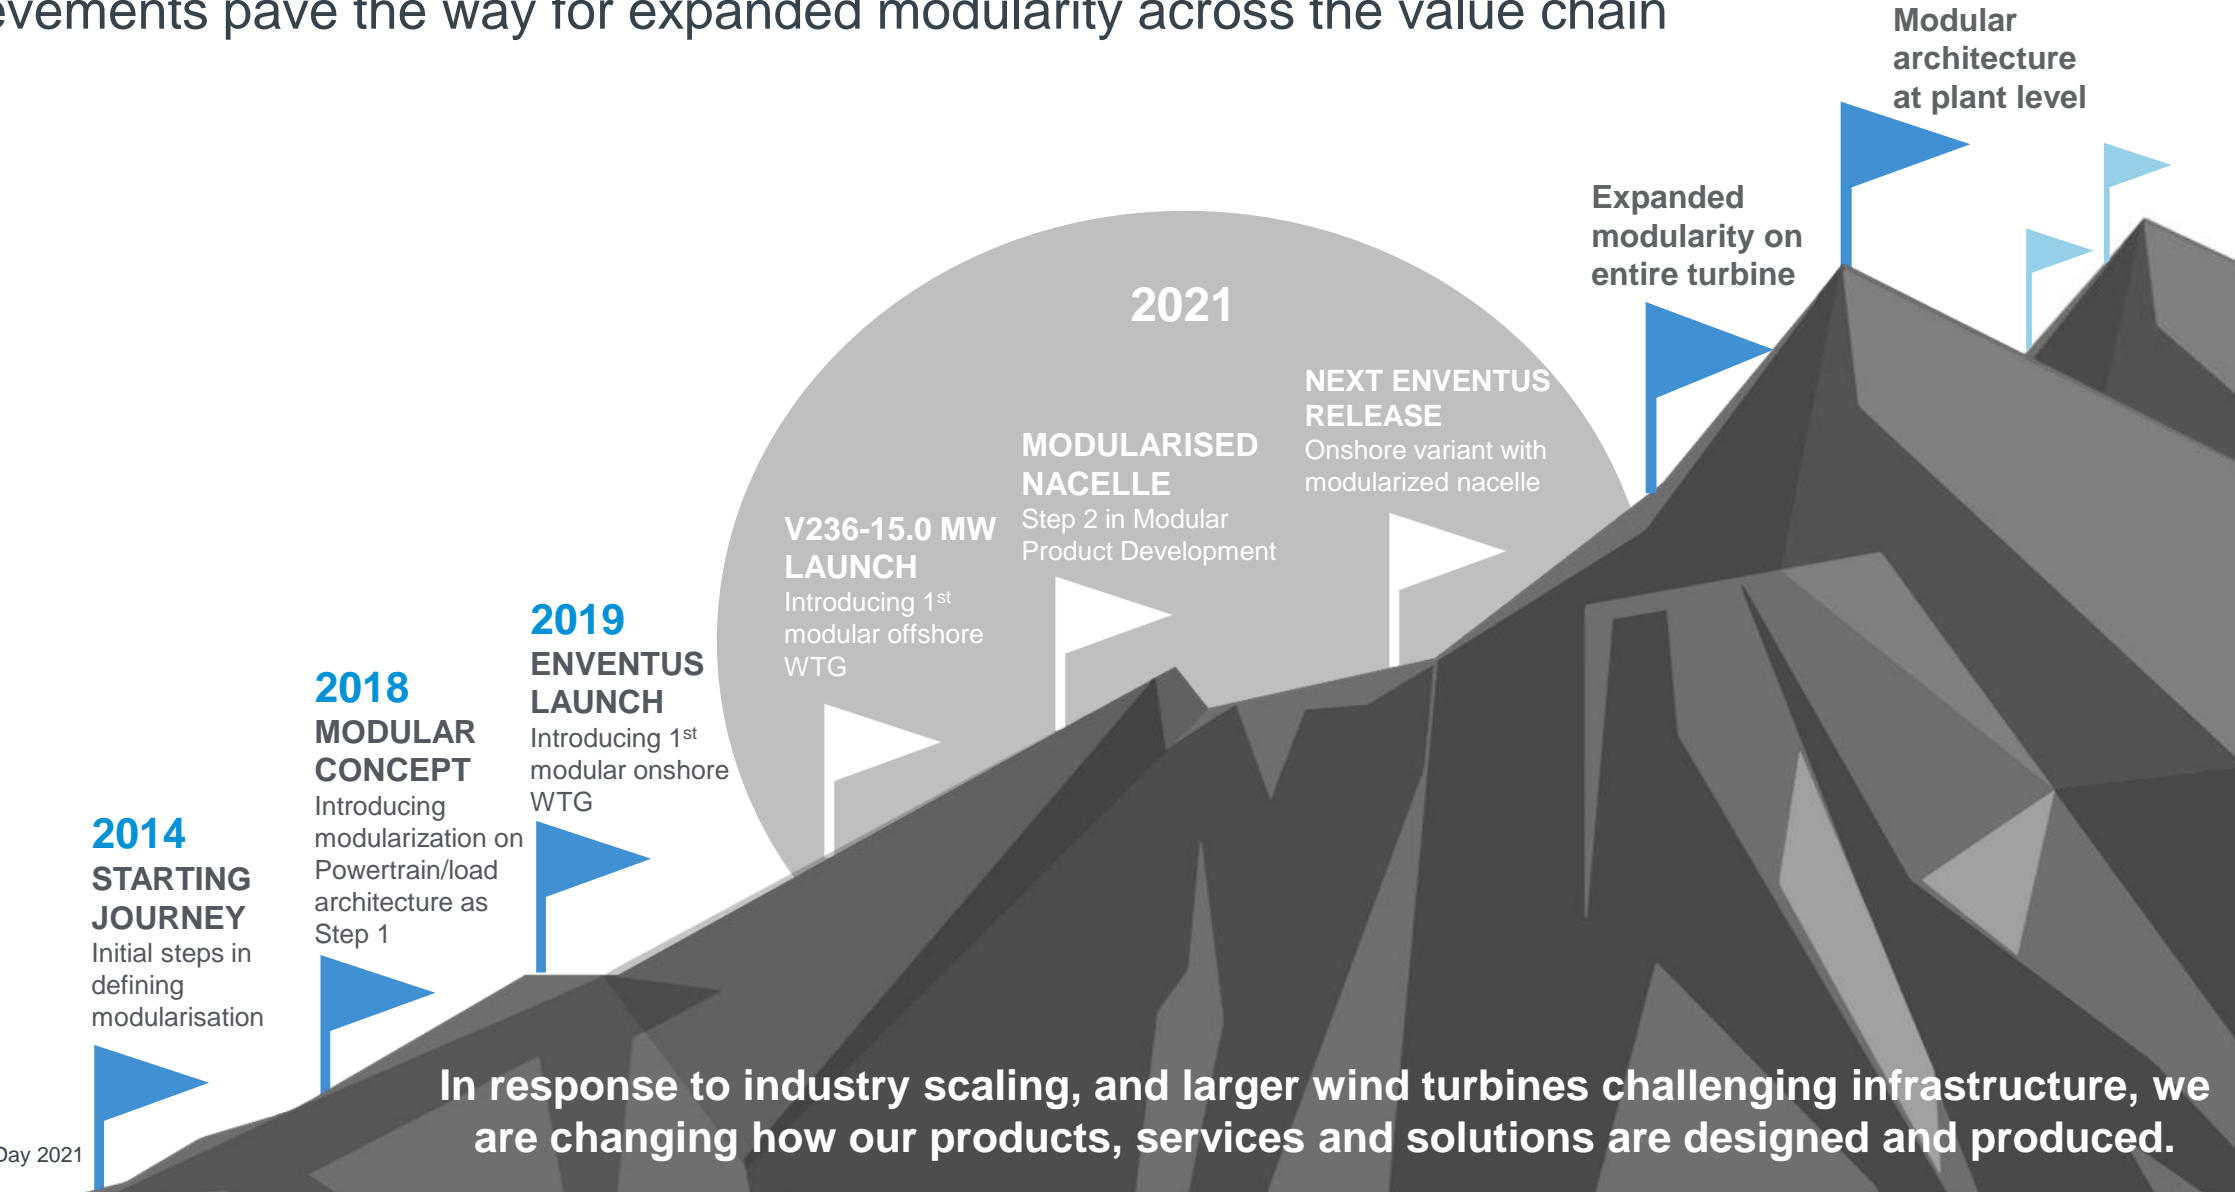 pave the way for expanded modularity across the value chain
Modular
architecture
at plant level
Expanded
modularity on
entire turbine
2021
NEXT ENVENTUS
RELEASE
Onshore variant with
modularized nacelle
MODULARISED
NACELLE
Step 2 in Modular
Product Development
V236-15.0 MW
LAUNCH
Introducing 1st
modular offshore
WTG
2019
ENVENTUS
LAUNCH
Introducing 1st
modular onshore
WTG
2018
MODULAR
CONCEPT
Introducing
modularization on
Powertrain/load
architecture as
Step 1
2014
STARTING
JOURNEY
Initial steps in
defining
modularisation
In response to industry scaling, and larger wind turbines challenging infrastructure, we
are changing how our products, services and solutions are designed and produced.
Day 2021